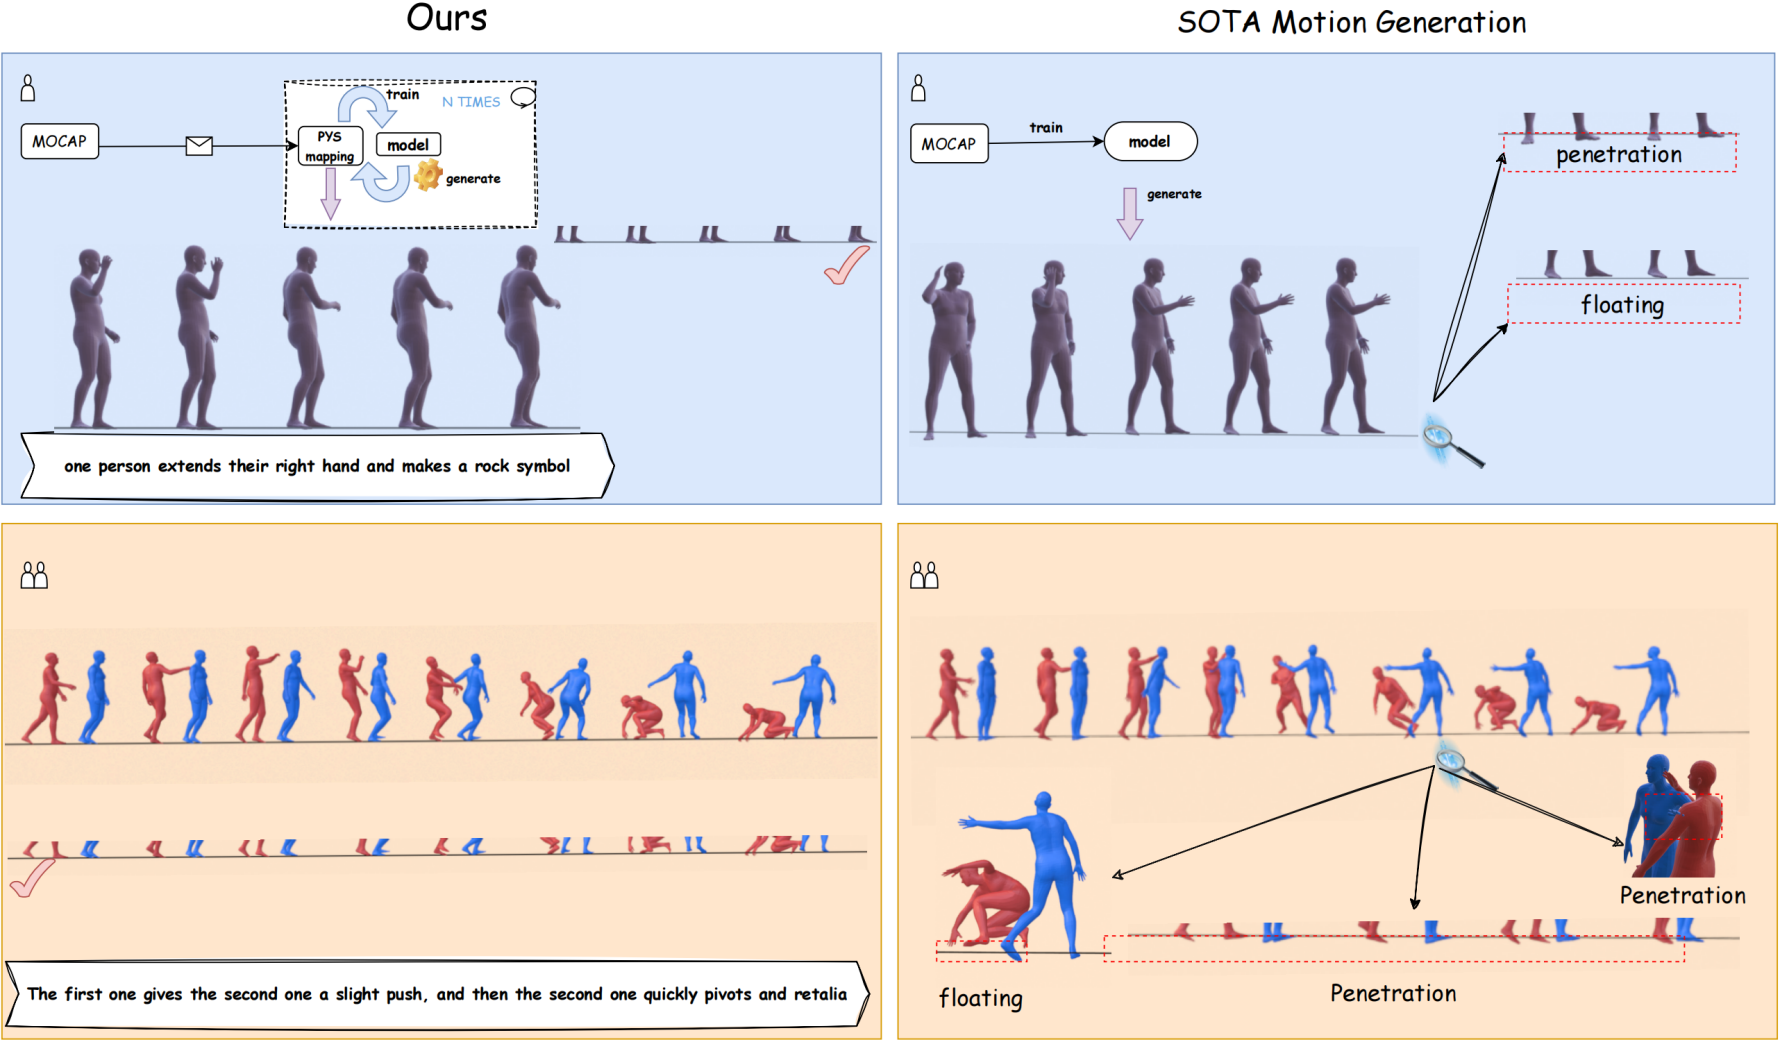 Ours
SOTA Motion Generation
train
N TIMES
MOCAP
PYS
mapping
model
generate
one person extends their right hand and makes a rock symbol
MOCAP
train
model
generate
penetration
floating
The first one gives the second one a slight push, and then the second one quickly pivots and retalia
floating
Penetration
Penetration